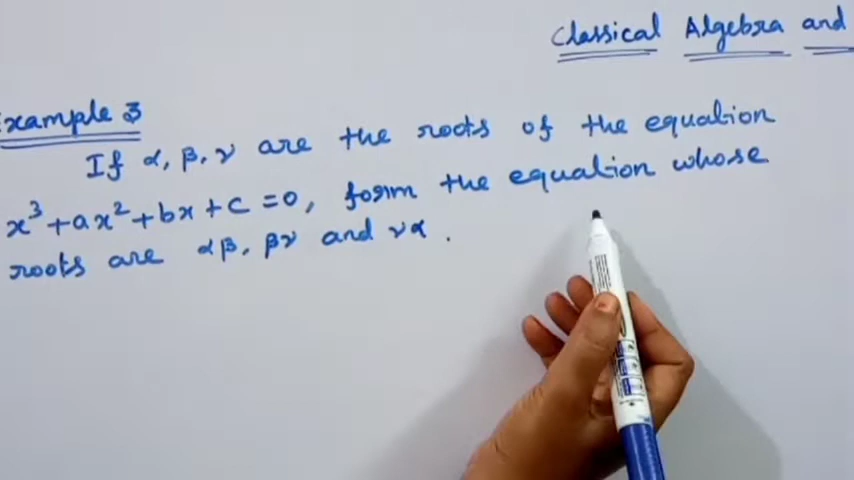 Classical Algebra and
Example 3
If α, β, γ are the roots of the equation
x³+ax²+bx+c=0, form the equation whose
roots are αβ, βγ and γα.